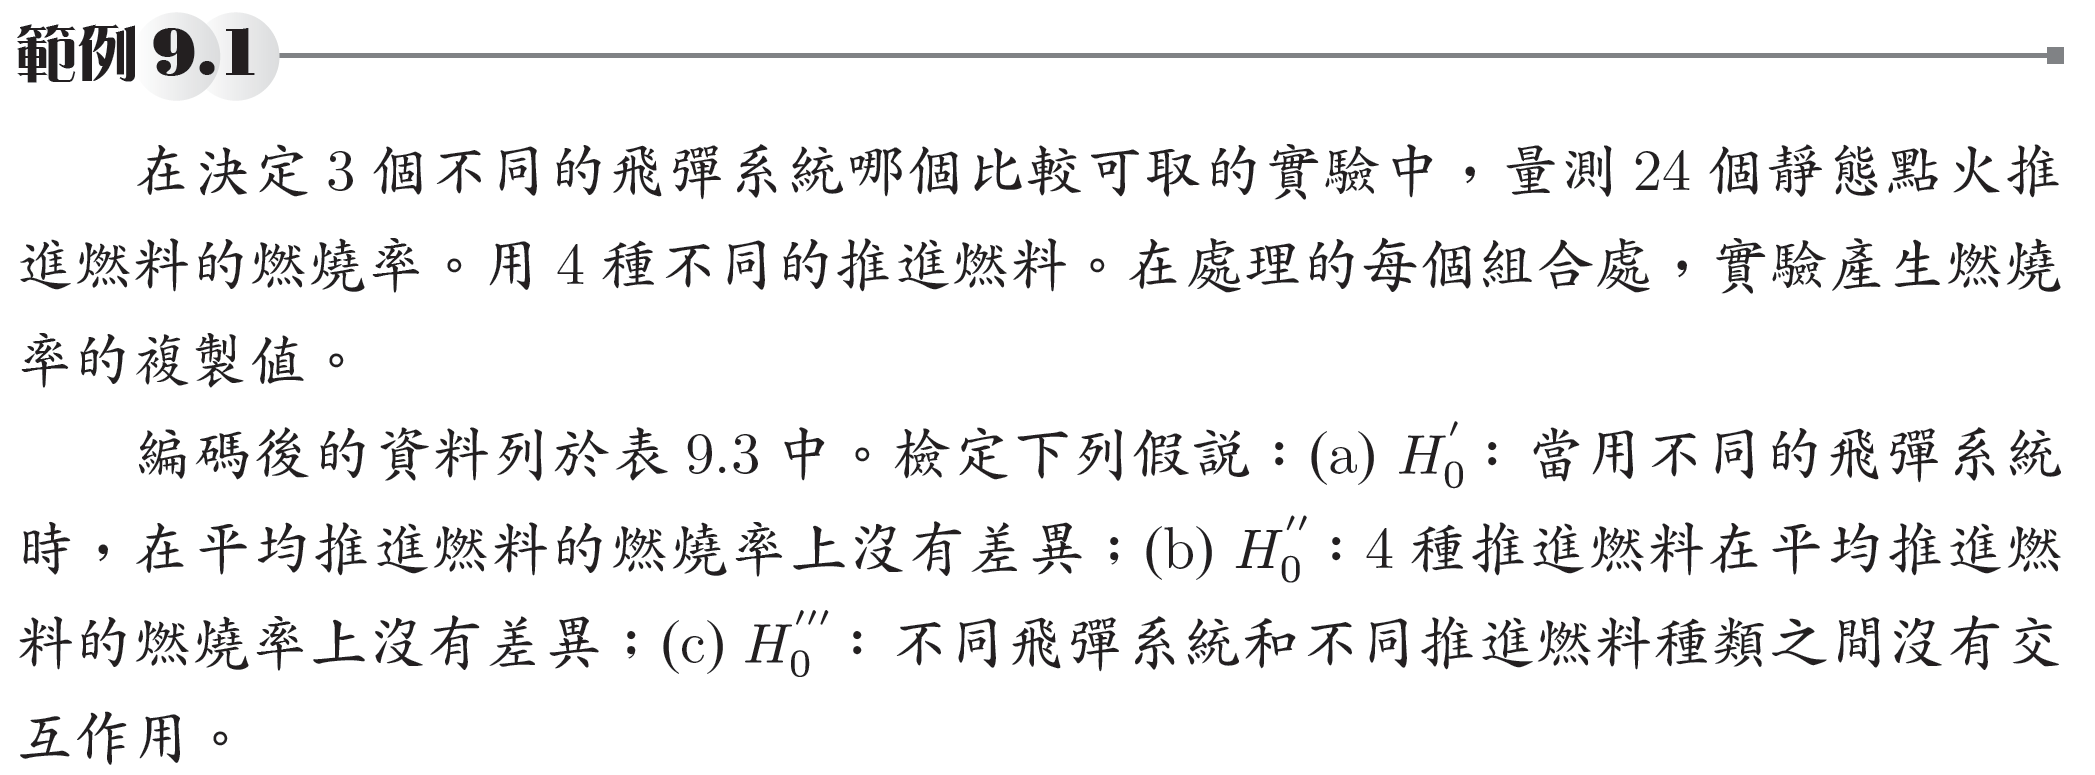 範例 9.1
在決定 3 個不同的飛彈系統哪個比較可取的實驗中，量測 24 個靜態點火推
進燃料的燃燒率。用 4 種不同的推進燃料。在處理的每個組合處，實驗產生燃燒
率的複製值。
編碼後的資料列於表 9.3 中。檢定下列假說：(a) H₀′：當用不同的飛彈系統
時，在平均推進燃料的燃燒率上沒有差異；(b) H₀″：4 種推進燃料在平均推進燃
料的燃燒率上沒有差異；(c) H₀‴：不同飛彈系統和不同推進燃料種類之間沒有交
互作用。